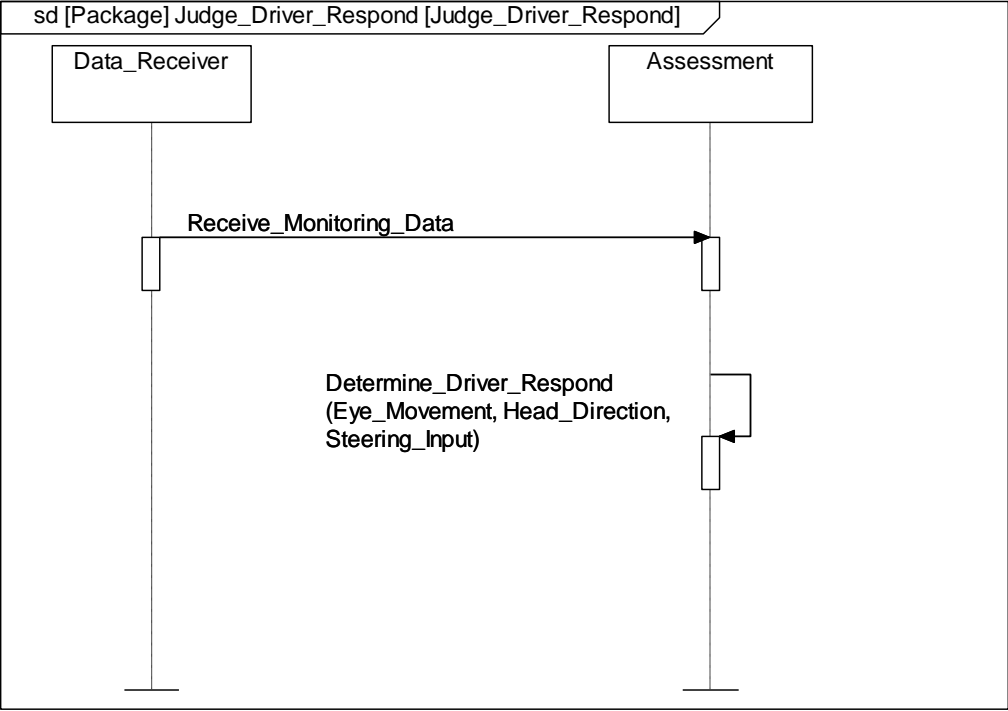 sd [Package] Judge_Driver_Respond [Judge_Driver_Respond]
Data_Receiver
Assessment
Receive_Monitoring_Data
Determine_Driver_Respond
(Eye_Movement, Head_Direction,
Steering_Input)